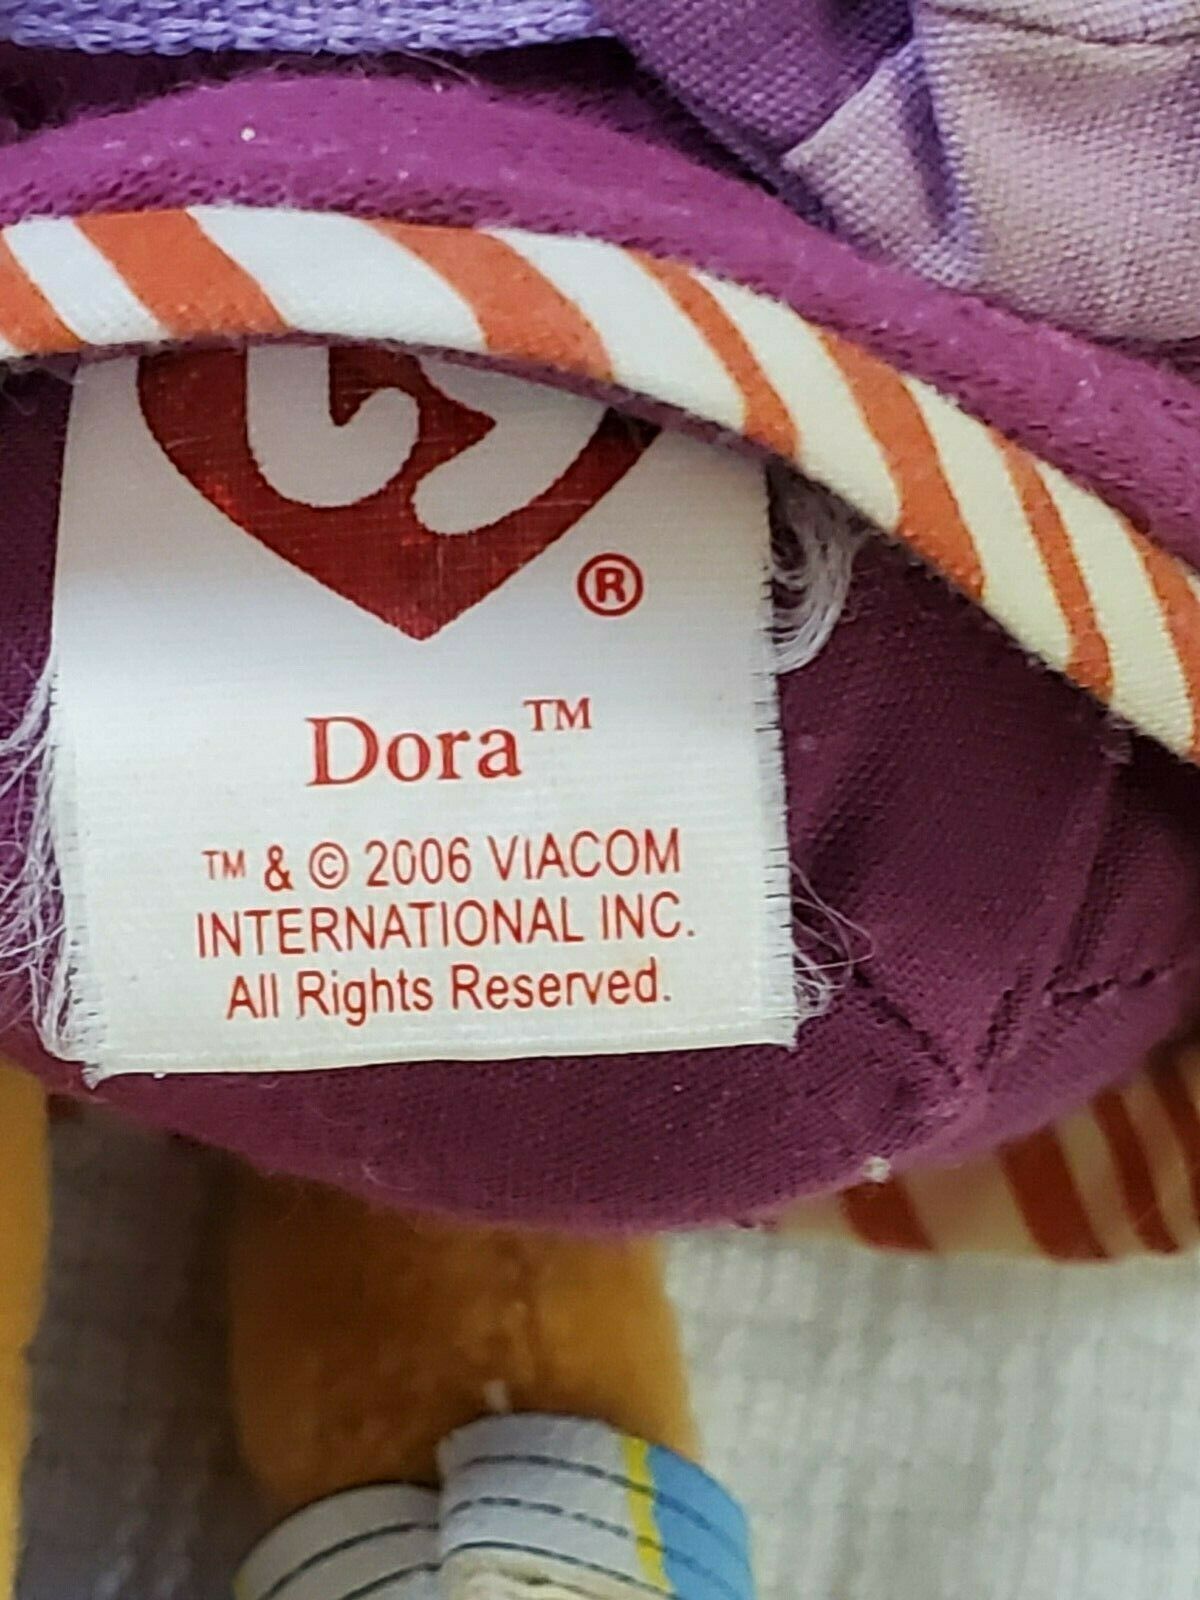 ®
Dora™
™ & © 2006 VIACOM
INTERNATIONAL INC.
All Rights Reserved.